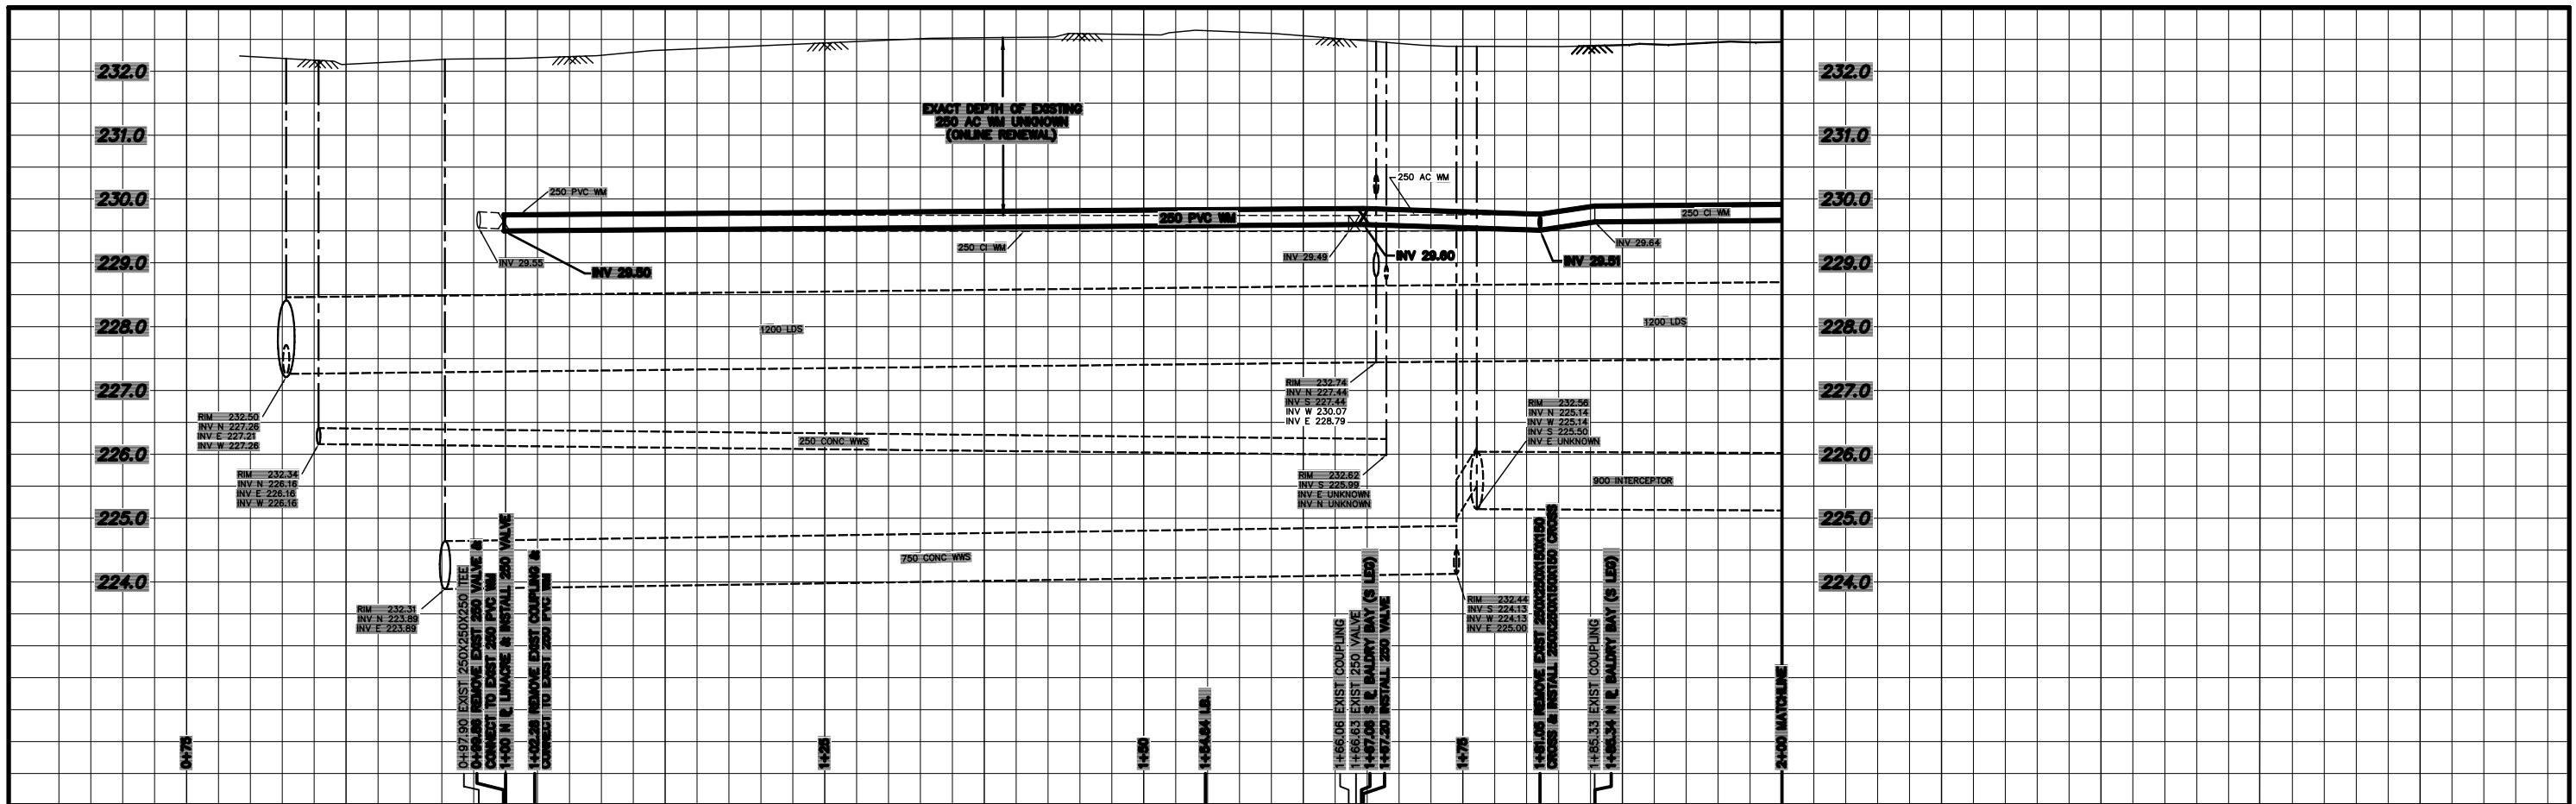 232.0
232.0
EXACT DEPTH OF EXISTING
250 AC WM UNKNOWN
(ONLINE RENEWAL)
231.0
231.0
250 AC WM
250 PVC WM
230.0
230.0
250 PVC WM
250 CI WM
250 CI WM
INV 29.64
INV 29.55
INV 29.50
INV 29.49
INV 29.60
INV 29.51
229.0
229.0
228.0
1200 LDS
1200 LDS
228.0
227.0
227.0
RIM 232.50
INV N 227.26
INV E 227.21
INV W 227.26
RIM 232.74
INV N 227.44
INV S 227.44
INV W 230.07
INV E 228.79
RIM 232.56
INV N 225.14
INV W 225.14
INV S 225.50
INV E UNKNOWN
250 CONC WWS
226.0
226.0
RIM 232.34
INV N 226.16
INV E 226.16
INV W 226.16
RIM 232.62
INV S 225.99
INV E UNKNOWN
INV N UNKNOWN
900 INTERCEPTOR
225.0
225.0
750 CONC WWS
224.0
224.0
RIM 232.31
INV N 223.89
INV E 223.89
RIM 232.44
INV S 224.13
INV W 224.13
INV E 225.00
0+75
0+97.90 EXIST 250X250X250 TEE
0+99.86 REMOVE EXIST 250 VALVE &
CONNECT TO EXIST 250 PVC WM
1+00 N PL LINACRE & INSTALL 250 VALVE
1+02.28 REMOVE EXIST COUPLING &
CONNECT TO EXIST 250 PVC WM
1+25
1+50
1+54.84 L.B.
1+66.06 EXIST COUPLING
1+66.63 EXIST 250 VALVE
1+67.06 S PL BALDRY BAY (S LEG)
1+67.20 INSTALL 250 VALVE
1+75
1+81.05 REMOVE EXIST 250X250X150X150
CROSS & INSTALL 250X250X150X150 CROSS
1+85.33 EXIST COUPLING
1+86.34 N PL BALDRY BAY (S LEG)
2+00 MATCHLINE